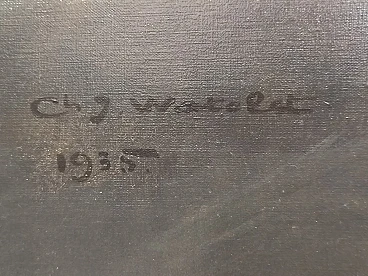 Ch J. Watelet
1935.